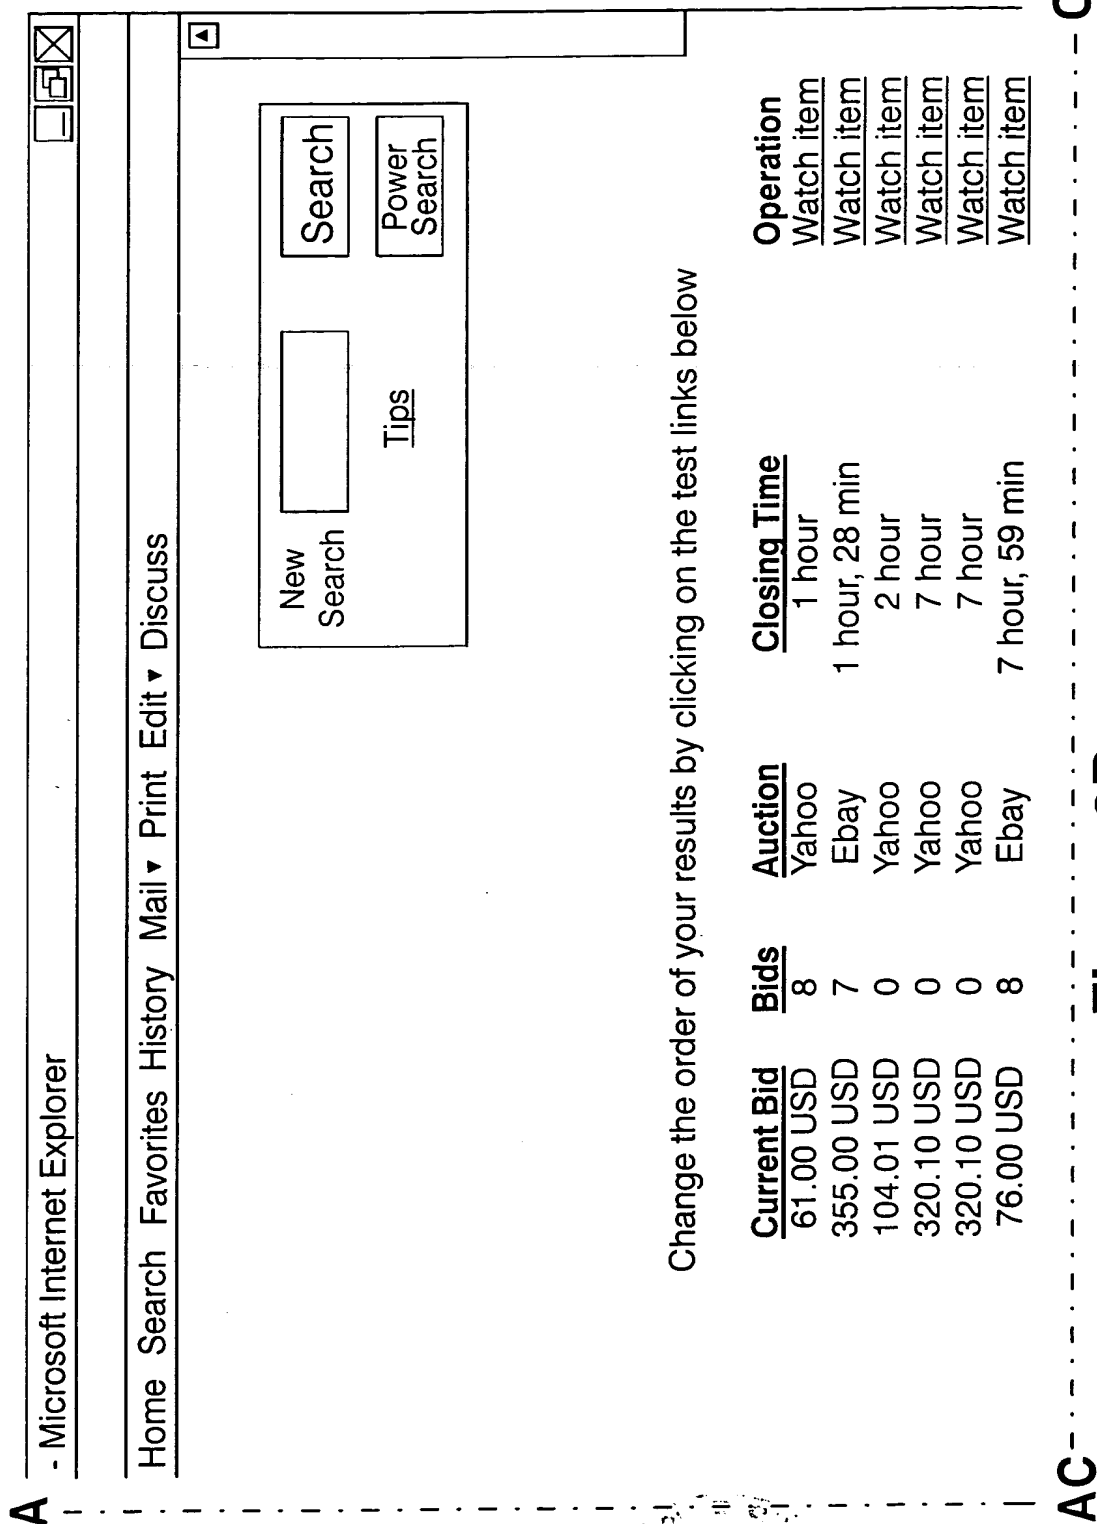 A
- Microsoft Internet Explorer
Home Search Favorites History Mail ▾ Print Edit ▾ Discuss
New Search
Search
Tips
Power Search
Change the order of your results by clicking on the test links below
Current Bid Bids Auction Closing Time Operation
61.00 USD 8 Yahoo 1 hour Watch item
355.00 USD 7 Ebay 1 hour, 28 min Watch item
104.01 USD 0 Yahoo 2 hour Watch item
320.10 USD 0 Yahoo 7 hour Watch item
320.10 USD 0 Yahoo 7 hour Watch item
76.00 USD 8 Ebay 7 hour, 59 min Watch item
AC